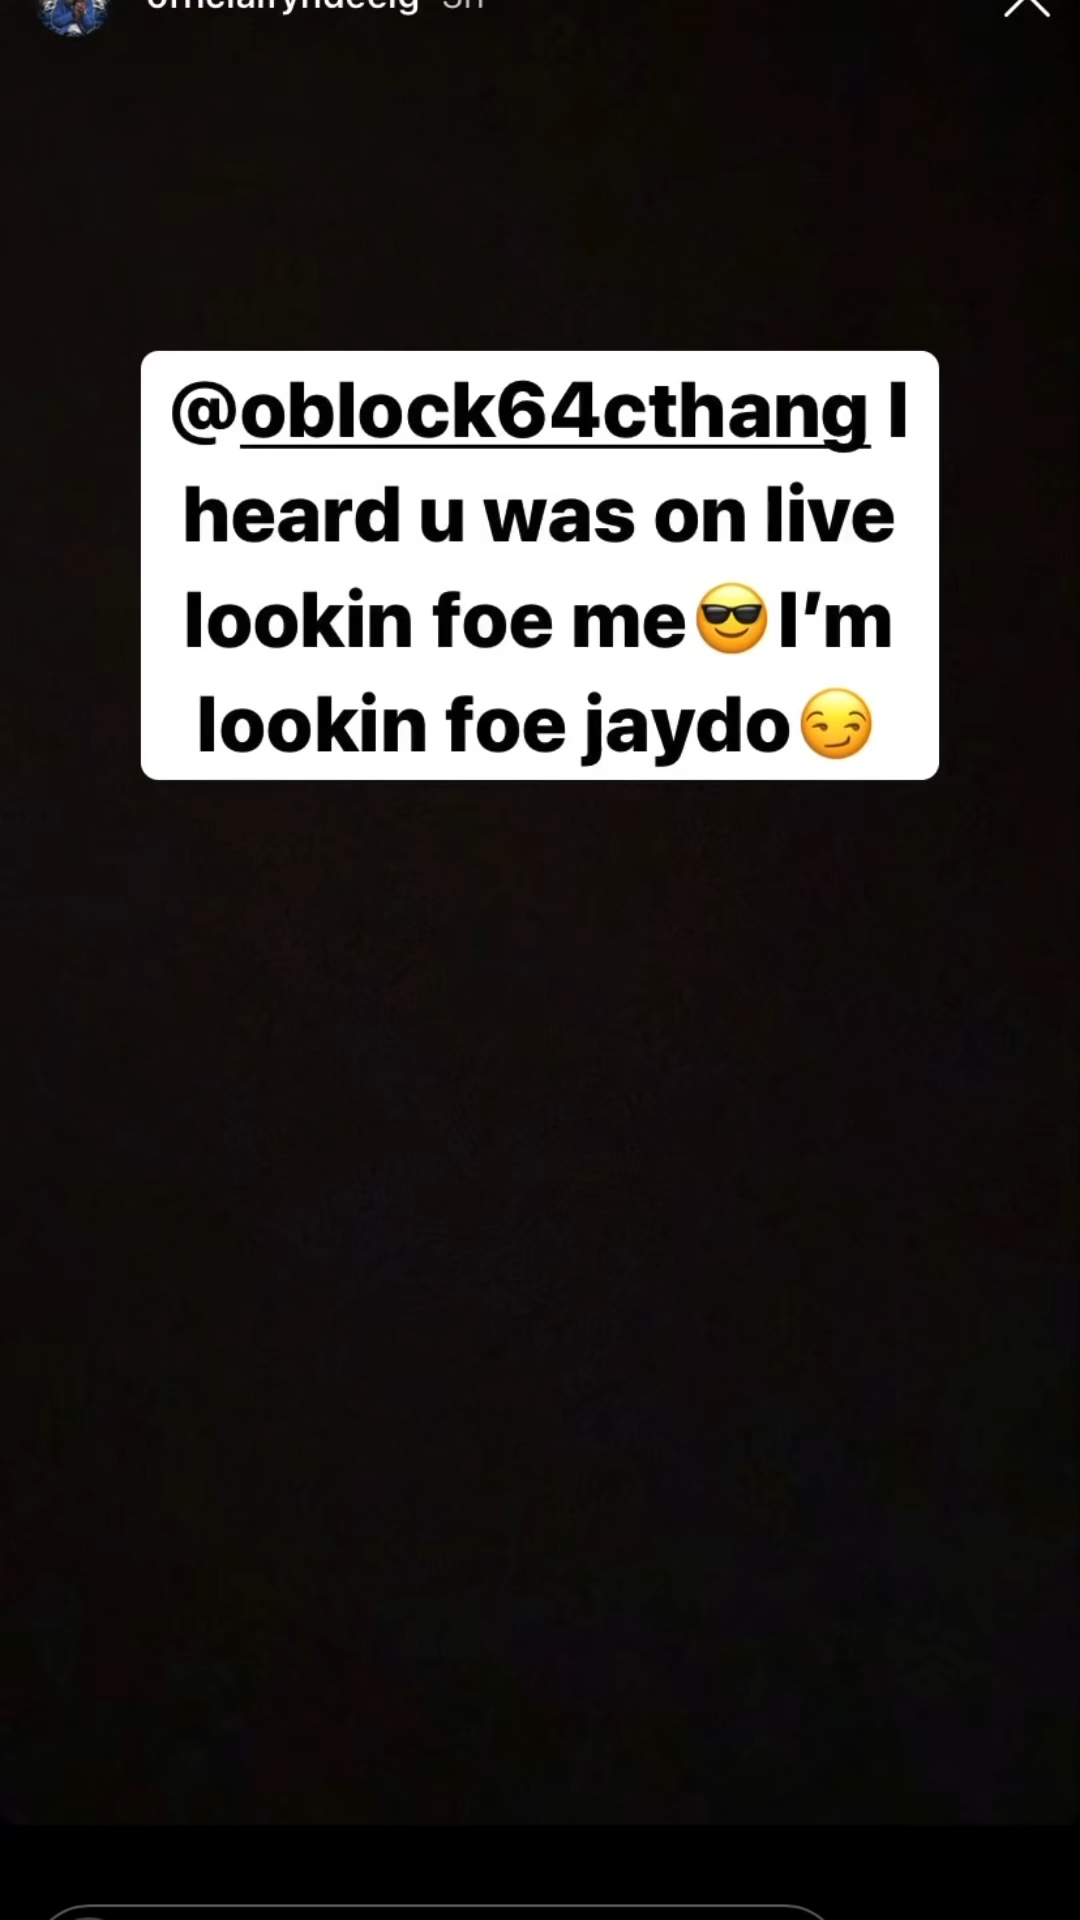 @oblock64cthang I
heard u was on live
lookin foe me😎I’m
lookin foe jaydo😏